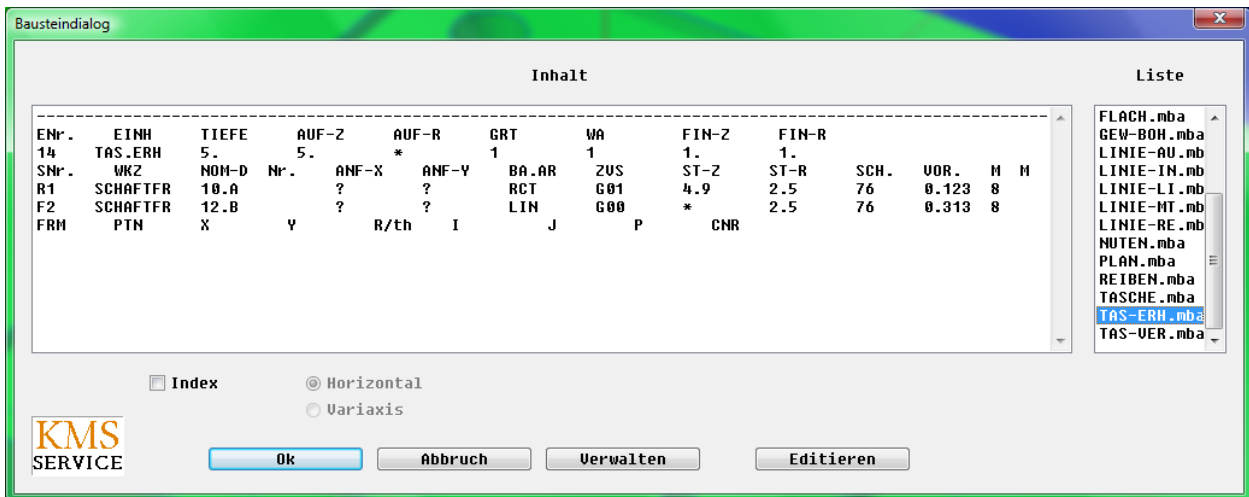 Bausteindialog
Inhalt
Liste
ENr. EINH TIEFE AUF-Z AUF-R GRT WA FIN-Z FIN-R
14 TAS.ERH 5. 5. * 1 1 1. 1.
SNr. WKZ NOM-D Nr. ANF-X ANF-Y BA.AR ZVS ST-Z ST-R SCH. VOR. M M
R1 SCHAFTFR 10.A ? ? RCT G01 4.9 2.5 76 0.123 8
F2 SCHAFTFR 12.B ? ? LIN G00 * 2.5 76 0.313 8
FRM PTN X Y R/th I J P CNR
FLACH.mba
GEW-BOH.mba
LINIE-AU.mb
LINIE-IN.mb
LINIE-LI.mb
LINIE-MT.mb
LINIE-RE.mb
NUTEN.mba
PLAN.mba
REIBEN.mba
TASCHE.mba
TAS-ERH.mba
TAS-VER.mba
Index
Horizontal
Variaxis
KMS
SERVICE
Ok
Abbruch
Verwalten
Editieren